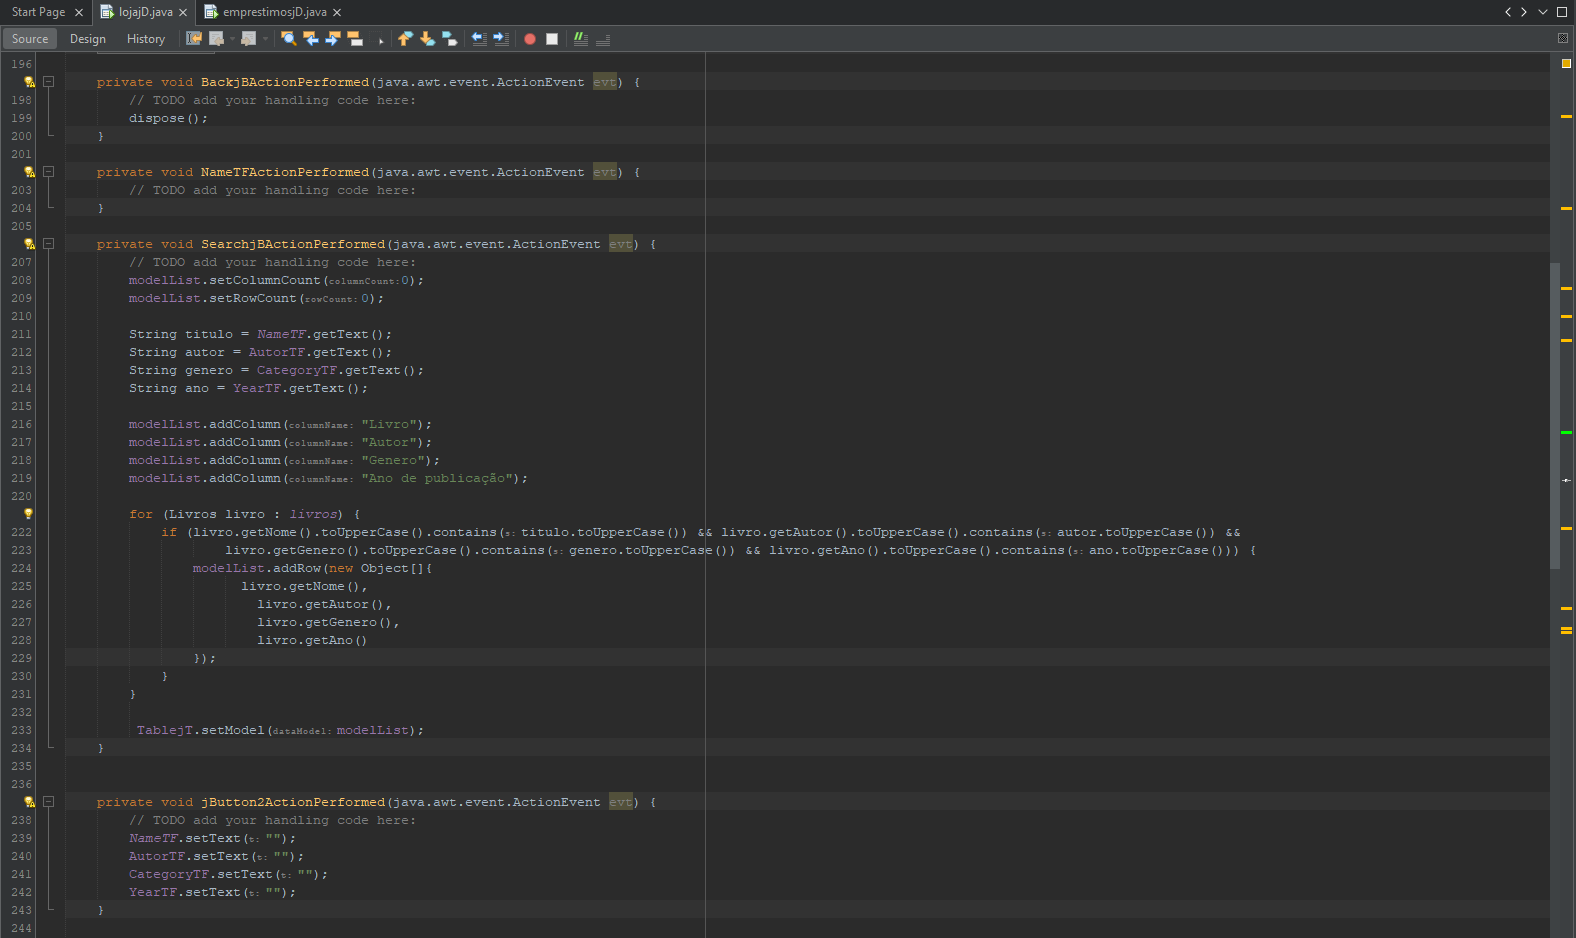 Start Page lojajD.java emprestimosjD.java
Source Design History
196
private void BackjBActionPerformed(java.awt.event.ActionEvent evt) {
198 // TODO add your handling code here:
199 dispose();
200 }
201
private void NameTFActionPerformed(java.awt.event.ActionEvent evt) {
203 // TODO add your handling code here:
204 }
205
private void SearchjBActionPerformed(java.awt.event.ActionEvent evt) {
207 // TODO add your handling code here:
208 modelList.setColumnCount(columnCount:0);
209 modelList.setRowCount(rowCount:0);
210
211 String titulo = NameTF.getText();
212 String autor = AutorTF.getText();
213 String genero = CategoryTF.getText();
214 String ano = YearTF.getText();
215
216 modelList.addColumn(columnName: "Livro");
217 modelList.addColumn(columnName: "Autor");
218 modelList.addColumn(columnName: "Genero");
219 modelList.addColumn(columnName: "Ano de publicação");
220
for (Livros livro : livros) {
222 if (livro.getNome().toUpperCase().contains(s: titulo.toUpperCase()) && livro.getAutor().toUpperCase().contains(s: autor.toUpperCase()) &&
223 livro.getGenero().toUpperCase().contains(s: genero.toUpperCase()) && livro.getAno().toUpperCase().contains(s: ano.toUpperCase())) {
224 modelList.addRow(new Object[]{
225 livro.getNome(),
226 livro.getAutor(),
227 livro.getGenero(),
228 livro.getAno()
229 });
230 }
231 }
232
233 TablejT.setModel(dataModel: modelList);
234 }
235
236
private void jButton2ActionPerformed(java.awt.event.ActionEvent evt) {
238 // TODO add your handling code here:
239 NameTF.setText(t: "");
240 AutorTF.setText(t: "");
241 CategoryTF.setText(t: "");
242 YearTF.setText(t: "");
243 }
244